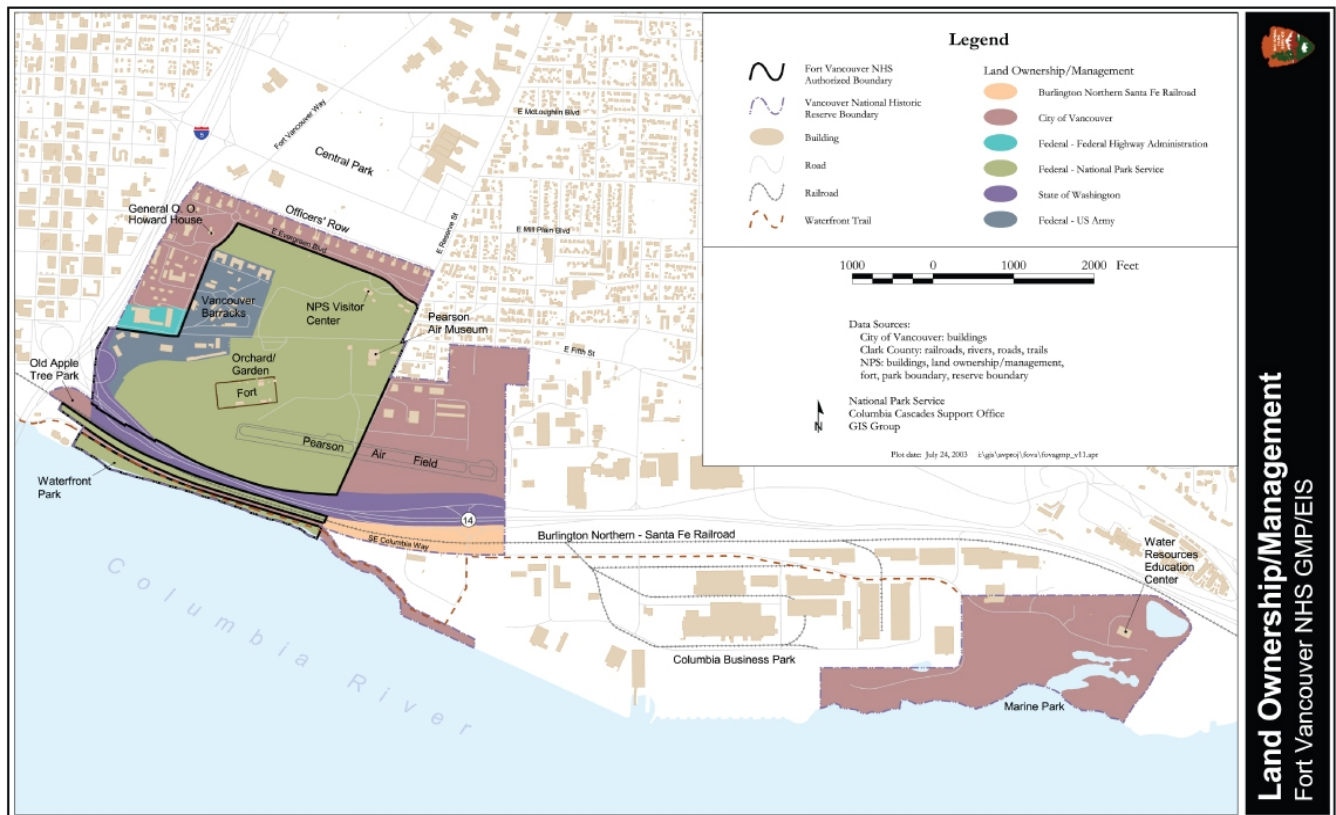 Land Ownership/Management
Fort Vancouver NHS GMP/EIS
Legend
Fort Vancouver NHS
Authorized Boundary
Vancouver National Historic
Reserve Boundary
Building
Road
Railroad
Waterfront Trail
Land Ownership/Management
Burlington Northern Santa Fe Railroad
City of Vancouver
Federal - Federal Highway Administration
Federal - National Park Service
State of Washington
Federal - US Army
1000 0 1000 2000 Feet
Data Sources:
City of Vancouver: buildings
Clark County: railroads, rivers, roads, trails
NPS: buildings, land ownership/management,
fort, park boundary, reserve boundary
N
National Park Service
Columbia Cascades Support Office
GIS Group
Plot date: July 24, 2003 i:\gis\avproj\fova\fovagmp_v11.apr
E McLoughlin Blvd
Fort Vancouver Way
5
Central Park
General O. O.
Howard House
Officers' Row
E Evergreen Blvd
E Reserve St
E Mill Plain Blvd
Vancouver
Barracks
NPS Visitor
Center
Pearson
Air Museum
E Fifth St
Old Apple
Tree Park
Orchard/
Garden
Fort
Pearson Air Field
Waterfront
Park
14
SE Columbia Way
Burlington Northern - Santa Fe Railroad
Water
Resources
Education
Center
Columbia River
Columbia Business Park
Marine Park